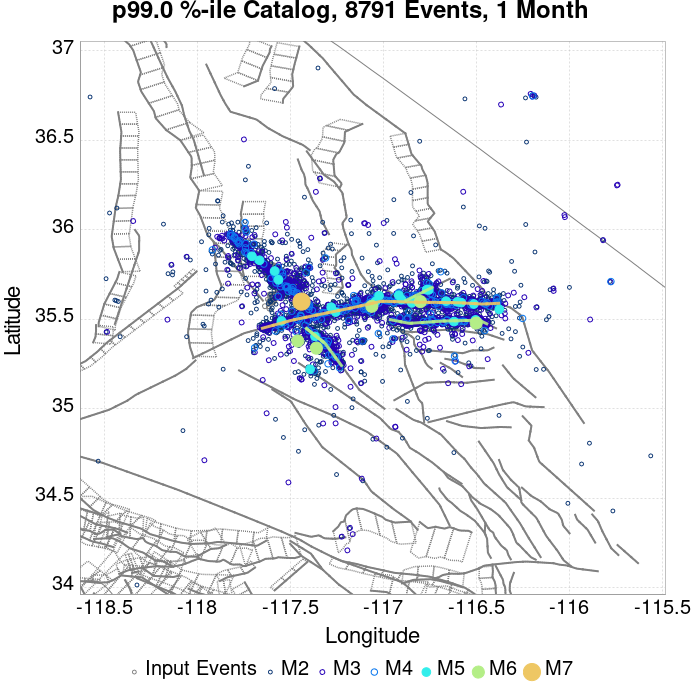 p99.0 %-ile Catalog, 8791 Events, 1 Month
37
36.5
36
35.5
35
34.5
34
Latitude
-118.5 -118 -117.5 -117 -116.5 -116 -115.5
Longitude
Input Events M2 M3 M4 M5 M6 M7